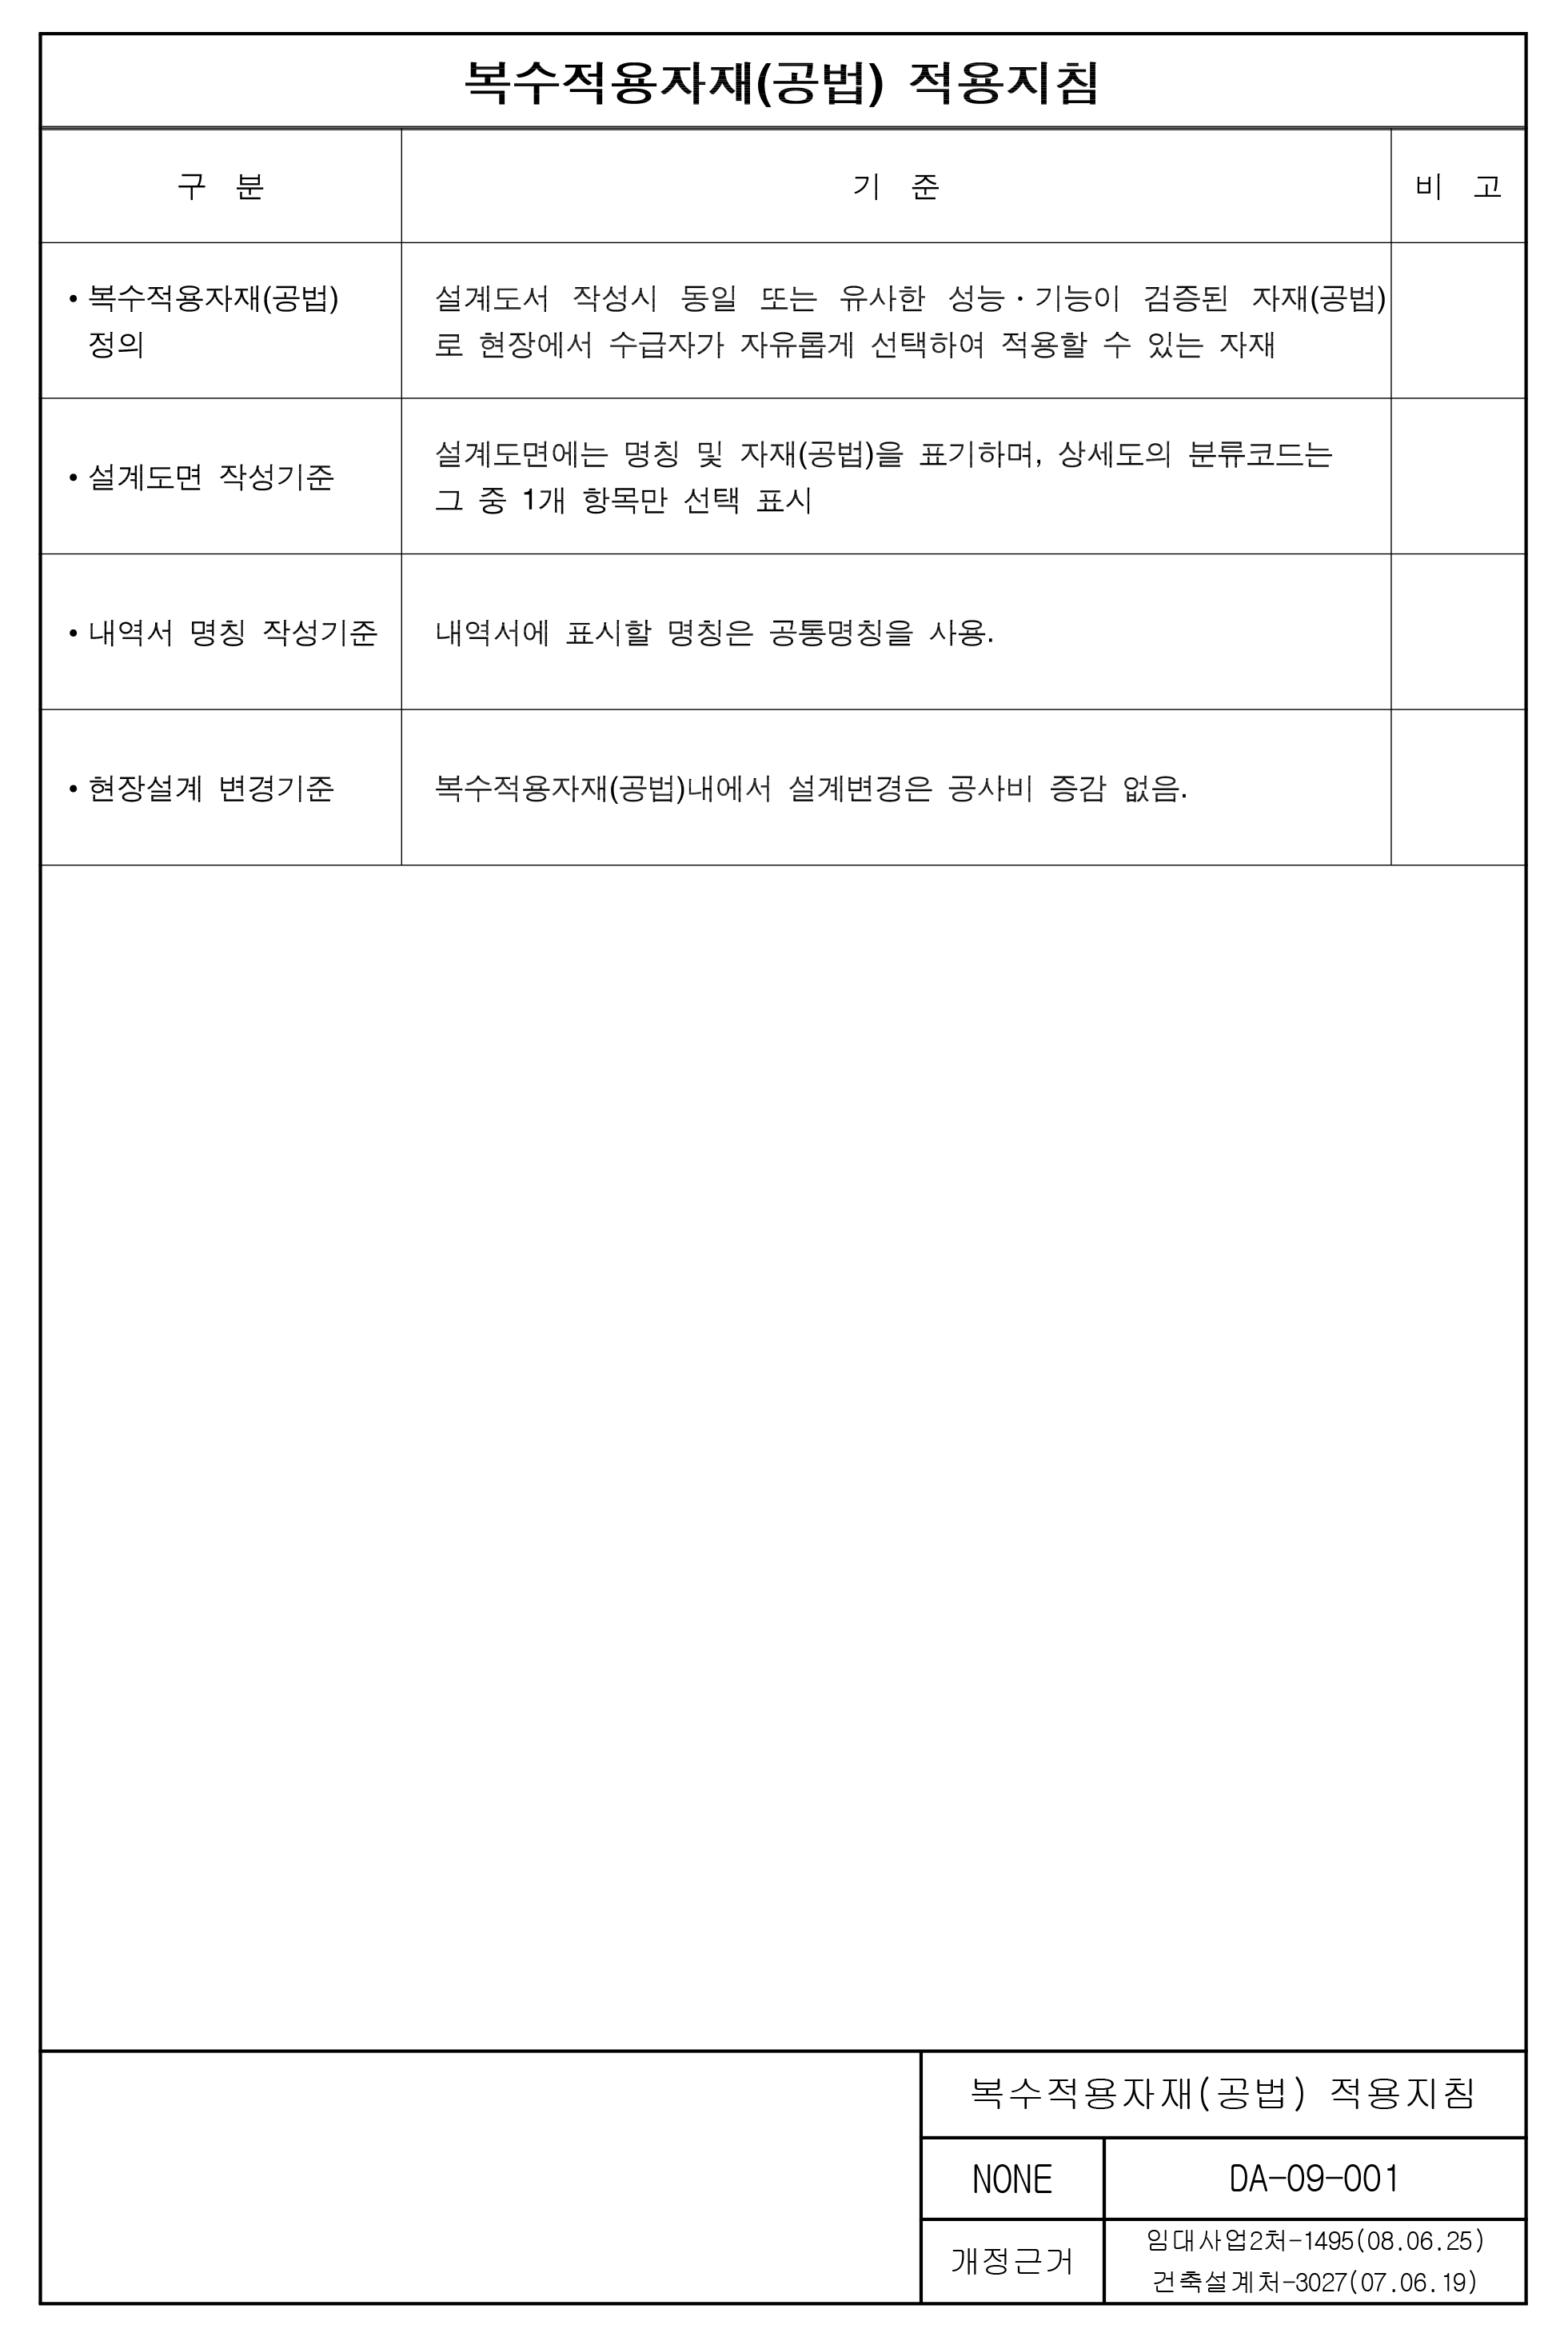 복수적용자재(공법) 적용지침
구 분
기 준
비 고
• 복수적용자재(공법)
정의
설계도서 작성시 동일 또는 유사한 성능·기능이 검증된 자재(공법)
로 현장에서 수급자가 자유롭게 선택하여 적용할 수 있는 자재
• 설계도면 작성기준
설계도면에는 명칭 및 자재(공법)을 표기하며, 상세도의 분류코드는
그 중 1개 항목만 선택 표시
• 내역서 명칭 작성기준
내역서에 표시할 명칭은 공통명칭을 사용.
• 현장설계 변경기준
복수적용자재(공법)내에서 설계변경은 공사비 증감 없음.
복수적용자재(공법) 적용지침
NONE
DA-09-001
개정근거
임대사업2처-1495(08.06.25)
건축설계처-3027(07.06.19)